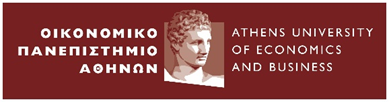 ΟΙΚΟΝΟΜΙΚΟ
ΠΑΝΕΠΙΣΤΗΜΙΟ
ΑΘΗΝΩΝ
ATHENS UNIVERSITY
OF ECONOMICS
AND BUSINESS